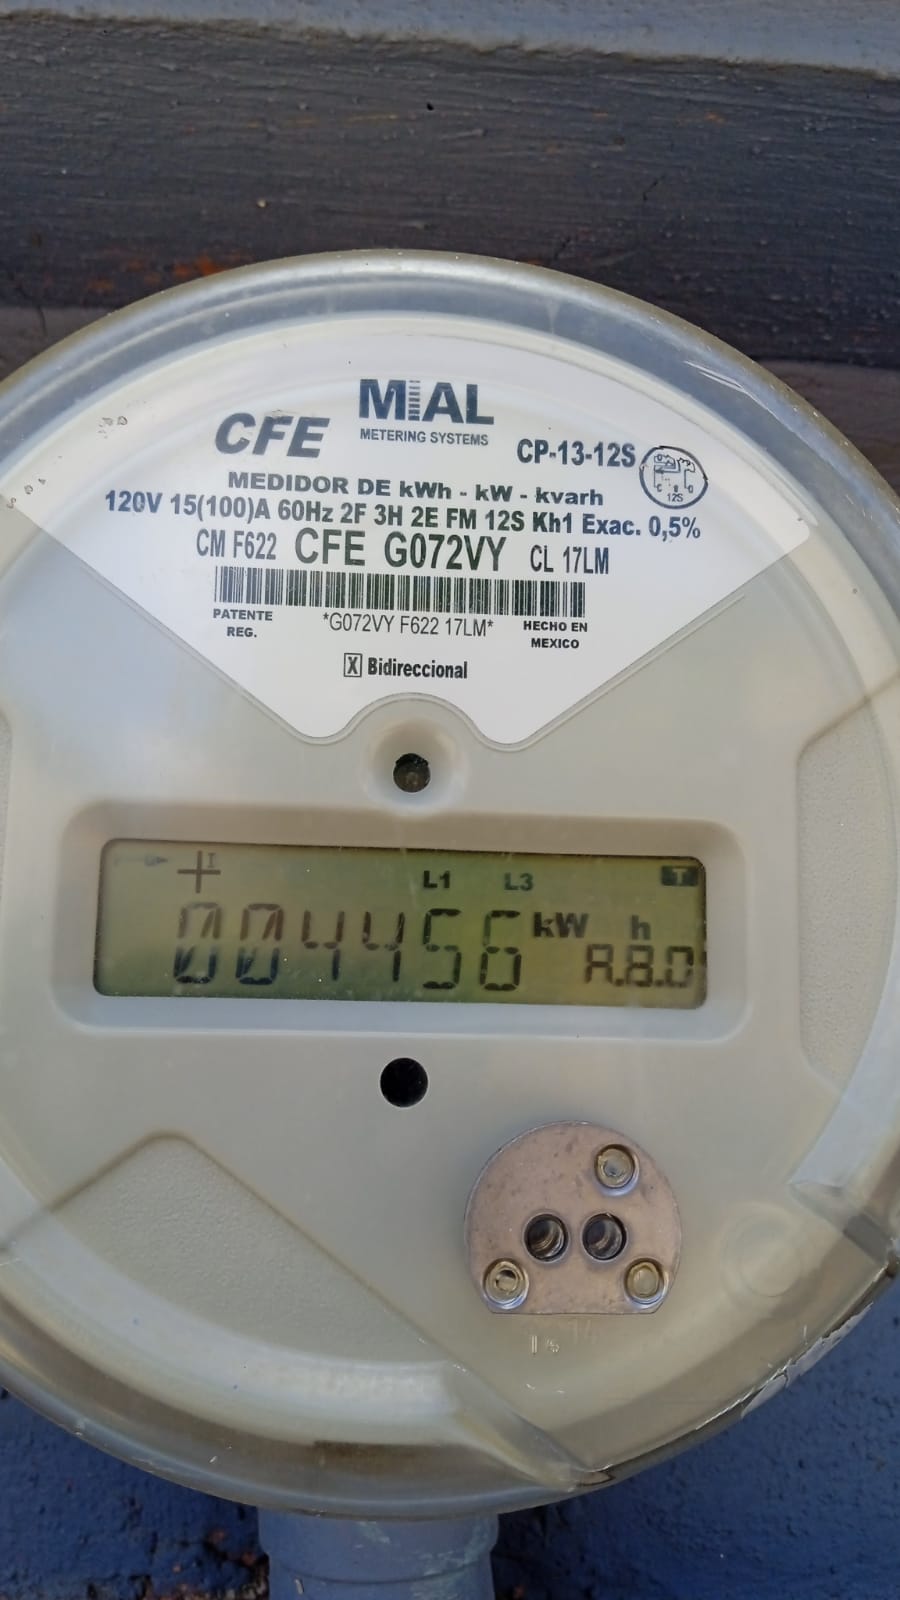 MIAL
CFE
METERING SYSTEMS
CP-13-12S
12S
MEDIDOR DE kWh - kW - kvarh
120V 15(100)A 60Hz 2F 3H 2E FM 12S Kh1 Exac. 0,5%
CM F622 CFE G072VY CL 17LM
PATENTE REG.
*G072VY F622 17LM*
HECHO EN MEXICO
X Bidireccional
L1 L3 T
004456 kW h A.B.0